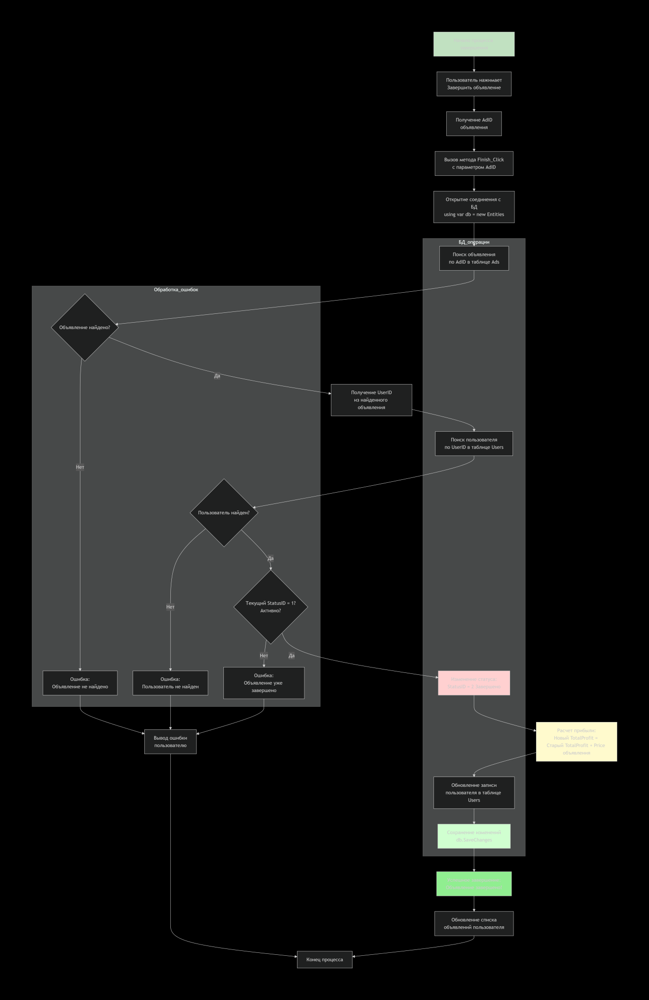 Пользователь нажимает
Завершить объявление
Получение AdID
объявления
Вызов метода Finish_Click
с параметром AdID
Открытие соединения с
БД
using var db = new Entities
БД_операции
Поиск объявления
по AdID в таблице Ads
Обработка_ошибок
Объявление найдено?
Да
Получение UserID
из найденного
объявления
Поиск пользователя
по UserID в таблице Users
Нет
Пользователь найден?
Да
Текущий StatusID = 1?
Активно?
Нет
Нет
Да
Ошибка:
Объявление не найдено
Ошибка:
Пользователь не найден
Ошибка:
Объявление уже
завершено
Изменение статуса:
StatusID = 2 Завершено
Вывод ошибки
пользователю
Расчет прибыли:
Новый TotalProfit =
Старый TotalProfit + Price
объявления
Обновление записи
пользователя в таблице
Users
Сохранение изменений
db.SaveChanges
Обновление списка
объявлений пользователя
Конец процесса